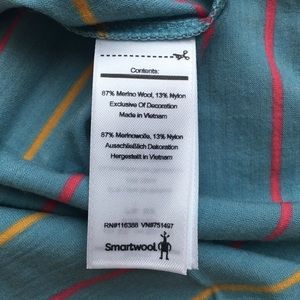 Contents:
87% Merino Wool, 13% Nylon
Exclusive Of Decoration
Made in Vietnam
87% Merinowolle, 13% Nylon
Ausschließlich Dekoration
Hergestellt in Vietnam
RN#116388 VN#751497
Smartwool